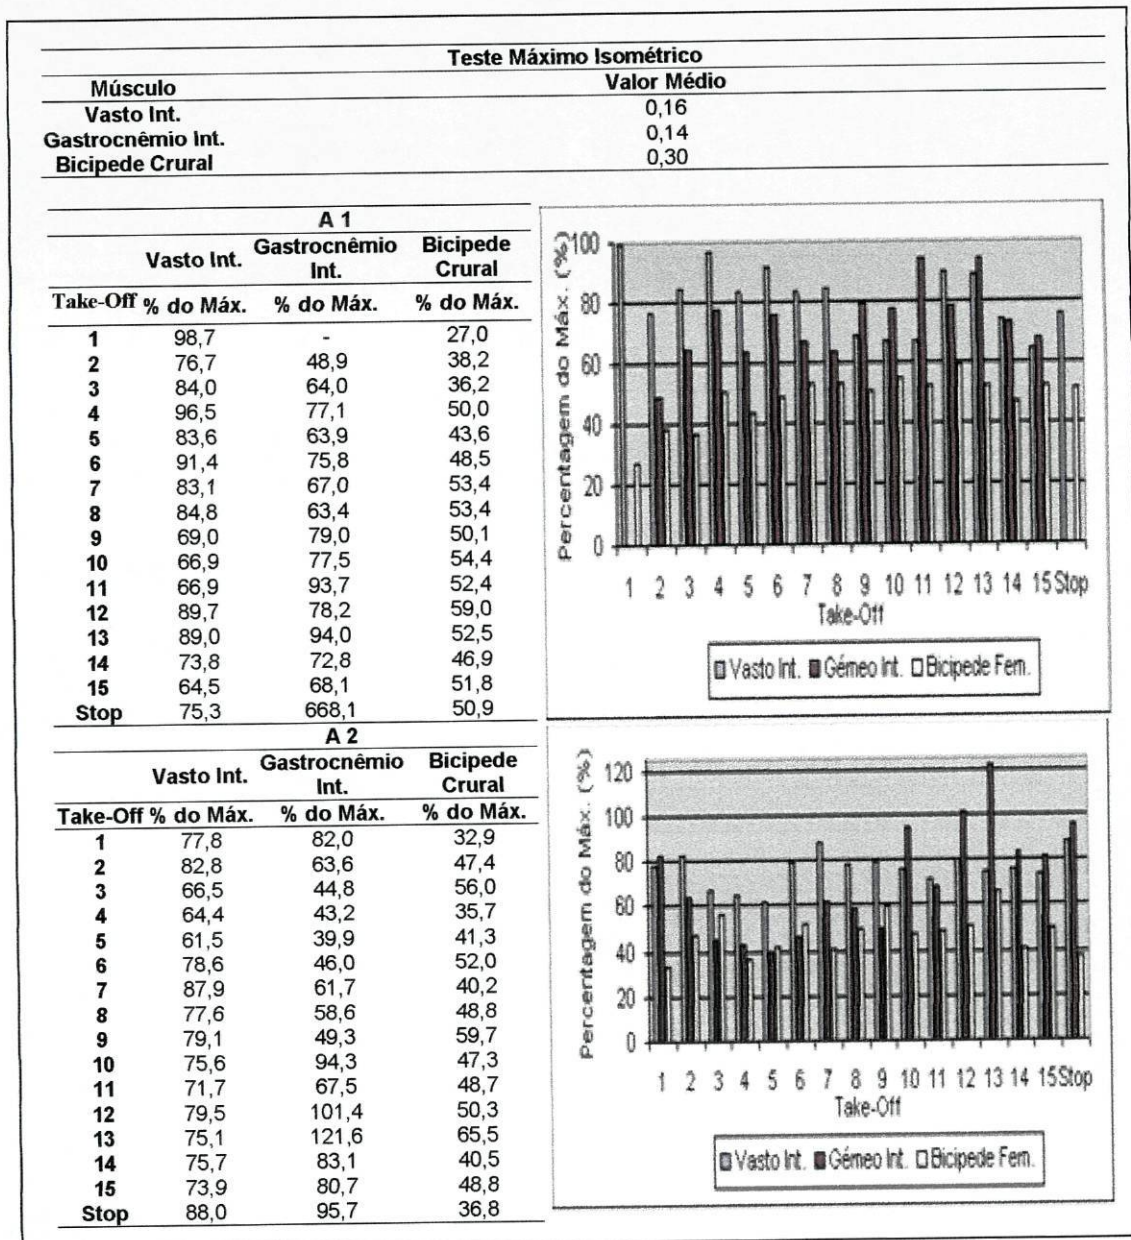 Teste Máximo Isométrico
Músculo Valor Médio
Vasto Int. 0,16
Gastrocnêmio Int. 0,14
Bicipede Crural 0,30
A 1
Vasto Int. Gastrocnêmio Int. Bicipede Crural
Take-Off % do Máx. % do Máx. % do Máx.
1 98,7 - 27,0
2 76,7 48,9 38,2
3 84,0 64,0 36,2
4 96,5 77,1 50,0
5 83,6 63,9 43,6
6 91,4 75,8 48,5
7 83,1 67,0 53,4
8 84,8 63,4 53,4
9 69,0 79,0 50,1
10 66,9 77,5 54,4
11 66,9 93,7 52,4
12 89,7 78,2 59,0
13 89,0 94,0 52,5
14 73,8 72,8 46,9
15 64,5 68,1 51,8
Stop 75,3 668,1 50,9
Percentagem do Máx. (%)
100
80
60
40
20
0
1 2 3 4 5 6 7 8 9 10 11 12 13 14 15 Stop
Take-Off
Vasto Int. Gémeo Int. Bicipede Fem.
A 2
Vasto Int. Gastrocnêmio Int. Bicipede Crural
Take-Off % do Máx. % do Máx. % do Máx.
1 77,8 82,0 32,9
2 82,8 63,6 47,4
3 66,5 44,8 56,0
4 64,4 43,2 35,7
5 61,5 39,9 41,3
6 78,6 46,0 52,0
7 87,9 61,7 40,2
8 77,6 58,6 48,8
9 79,1 49,3 59,7
10 75,6 94,3 47,3
11 71,7 67,5 48,7
12 79,5 101,4 50,3
13 75,1 121,6 65,5
14 75,7 83,1 40,5
15 73,9 80,7 48,8
Stop 88,0 95,7 36,8
Percentagem do Máx. (%)
120
100
80
60
40
20
0
1 2 3 4 5 6 7 8 9 10 11 12 13 14 15 Stop
Take-Off
Vasto Int. Gémeo Int. Bicipede Fem.